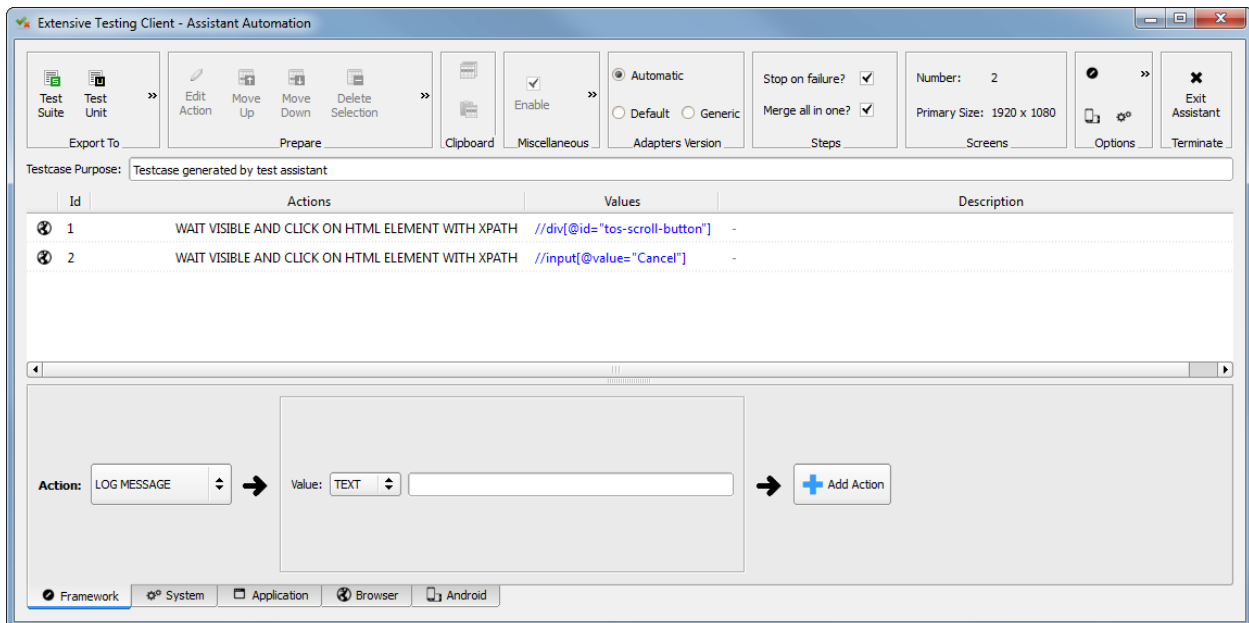 Extensive Testing Client - Assistant Automation
Test Suite
Test Unit
»
Export To
Edit Action
Move Up
Move Down
Delete Selection
»
Prepare
Clipboard
Enable
»
Miscellaneous
Automatic
Default Generic
Adapters Version
Stop on failure?
Merge all in one?
Steps
Number: 2
Primary Size: 1920 x 1080
Screens
»
Options
Exit Assistant
Terminate
Testcase Purpose: Testcase generated by test assistant
Id Actions Values Description
1 WAIT VISIBLE AND CLICK ON HTML ELEMENT WITH XPATH //div[@id="tos-scroll-button"] -
2 WAIT VISIBLE AND CLICK ON HTML ELEMENT WITH XPATH //input[@value="Cancel"] -
Action: LOG MESSAGE Value: TEXT Add Action
Framework System Application Browser Android